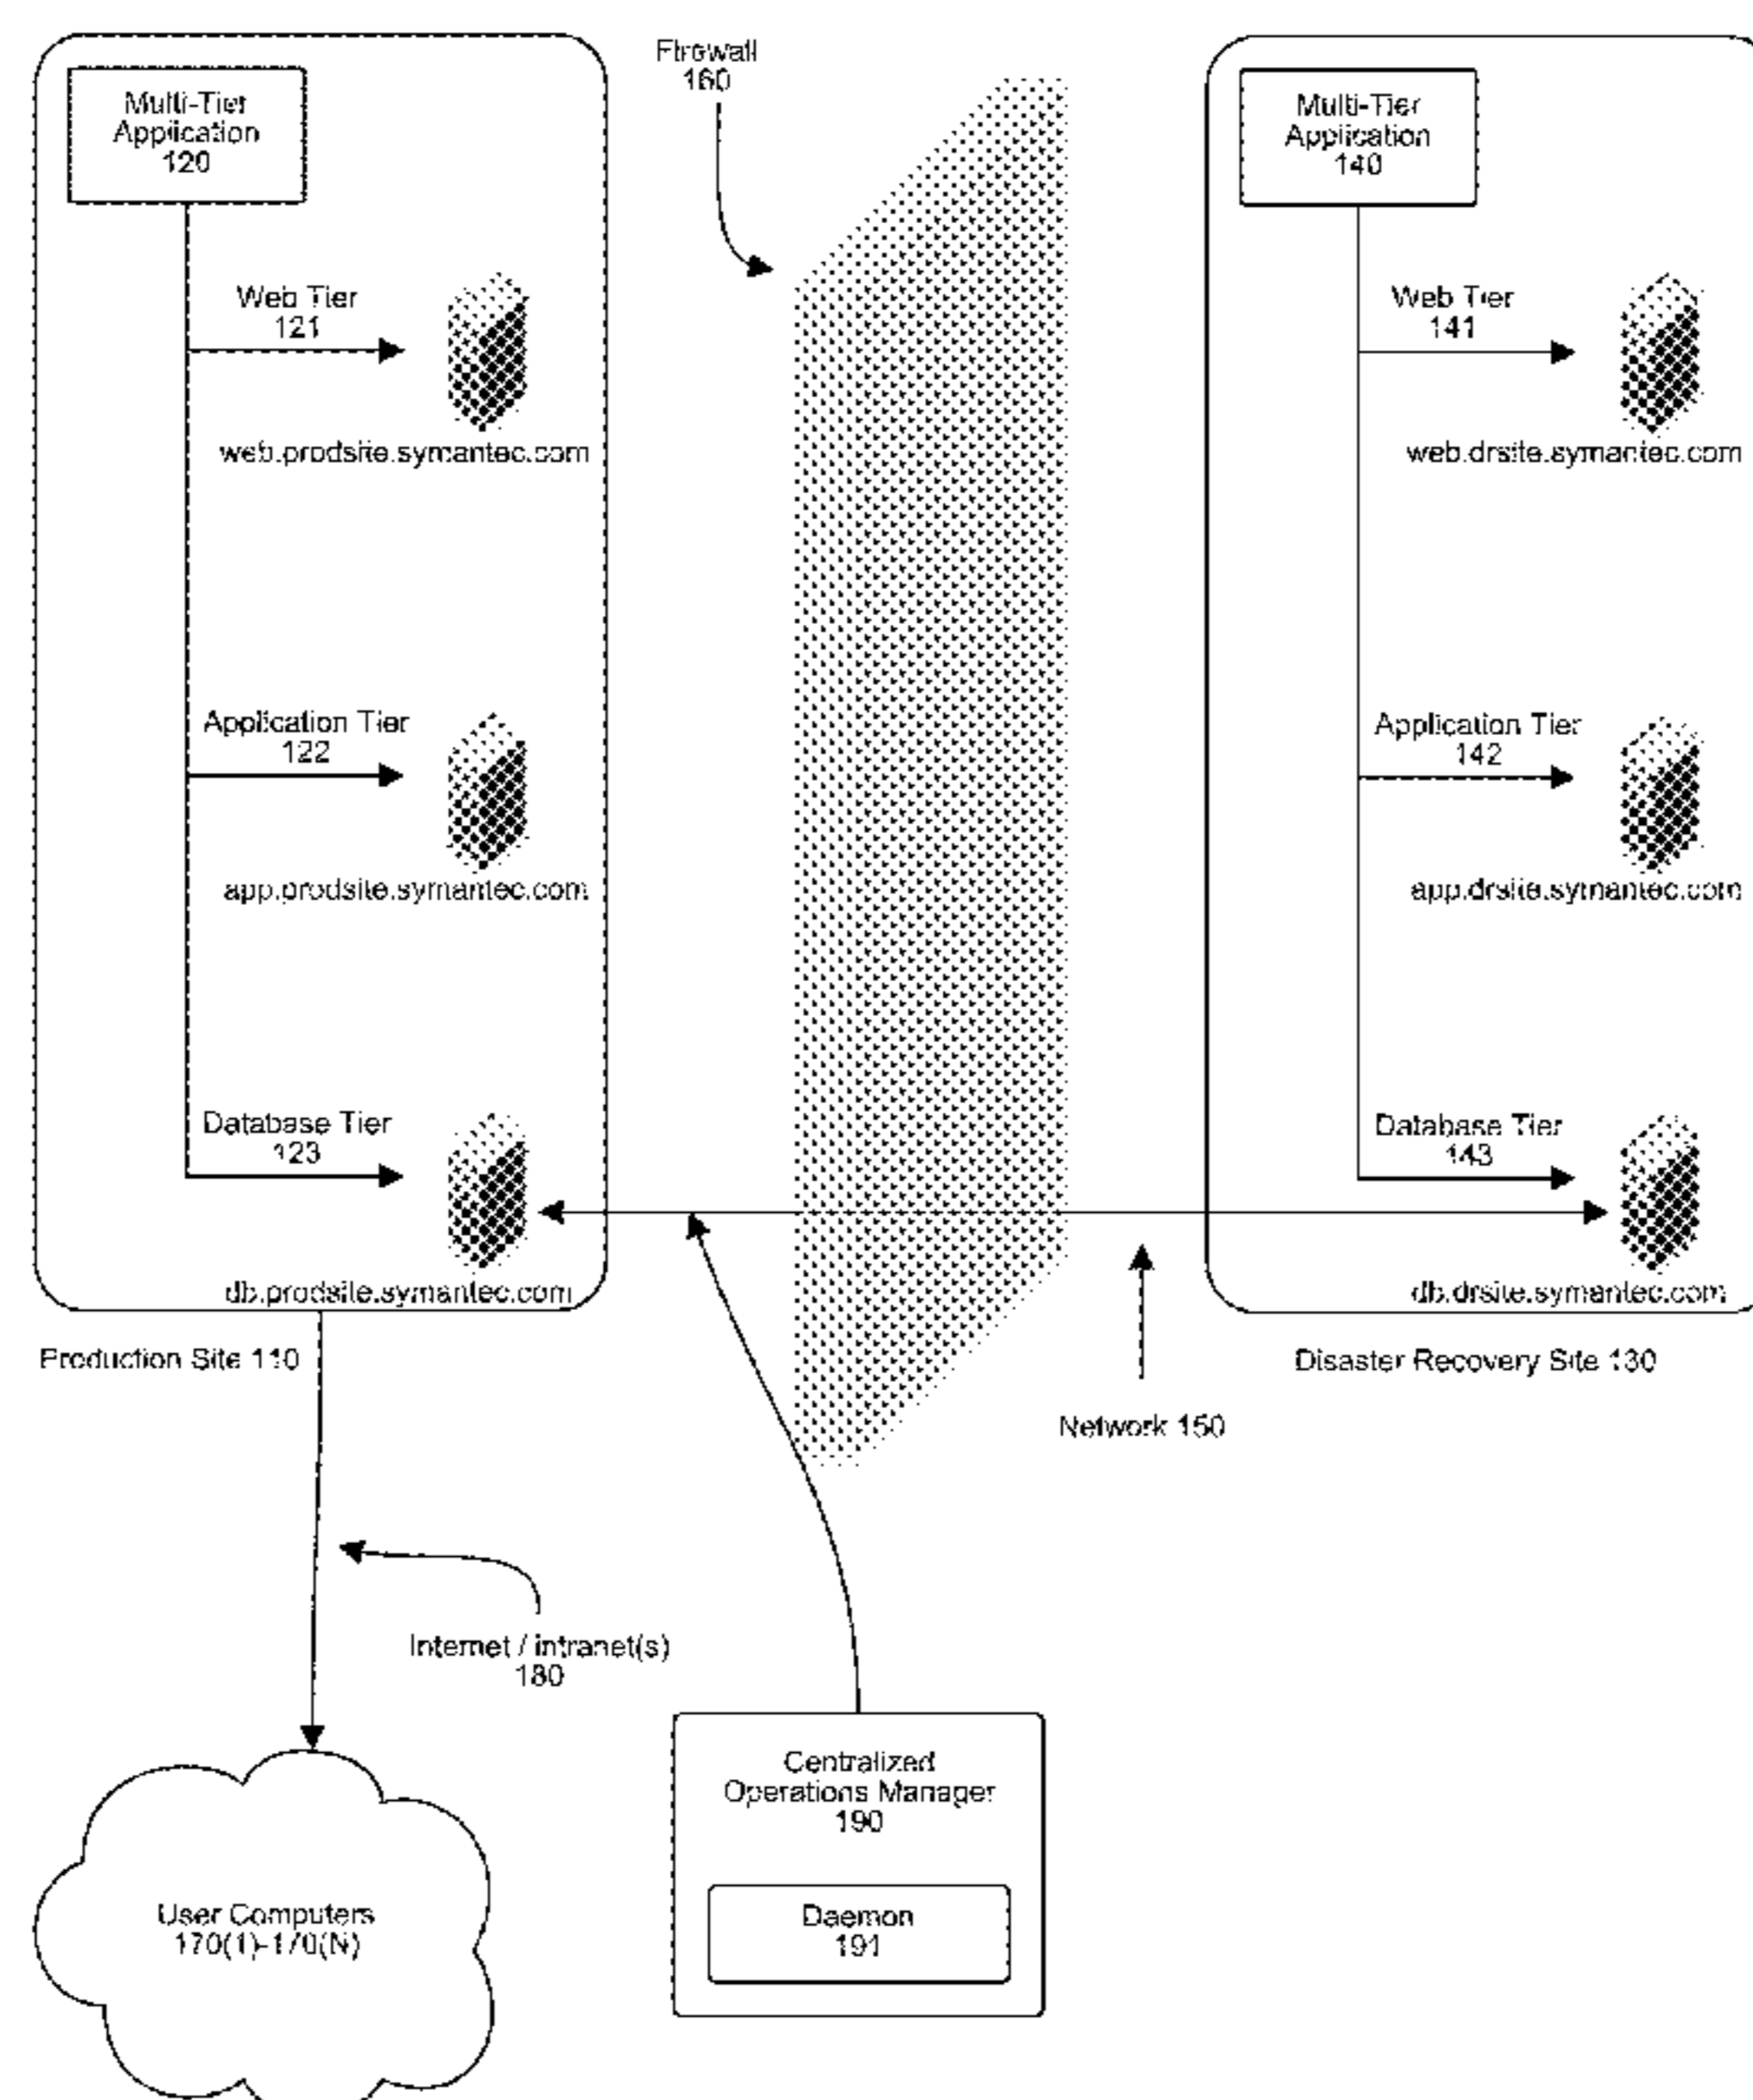 Firewall
160
Multi-Tier
Application
120
Multi-Tier
Application
140
Web Tier
121
Web Tier
141
web.prodsite.symantec.com
web.drsite.symantec.com
Application Tier
122
Application Tier
142
app.prodsite.symantec.com
app.drsite.symantec.com
Database Tier
123
Database Tier
143
db.prodsite.symantec.com
db.drsite.symantec.com
Production Site 110
Disaster Recovery Site 130
Network 150
Internet / intranet(s)
180
Centralized
Operations Manager
190
User Computers
170(1)-170(N)
Daemon
191